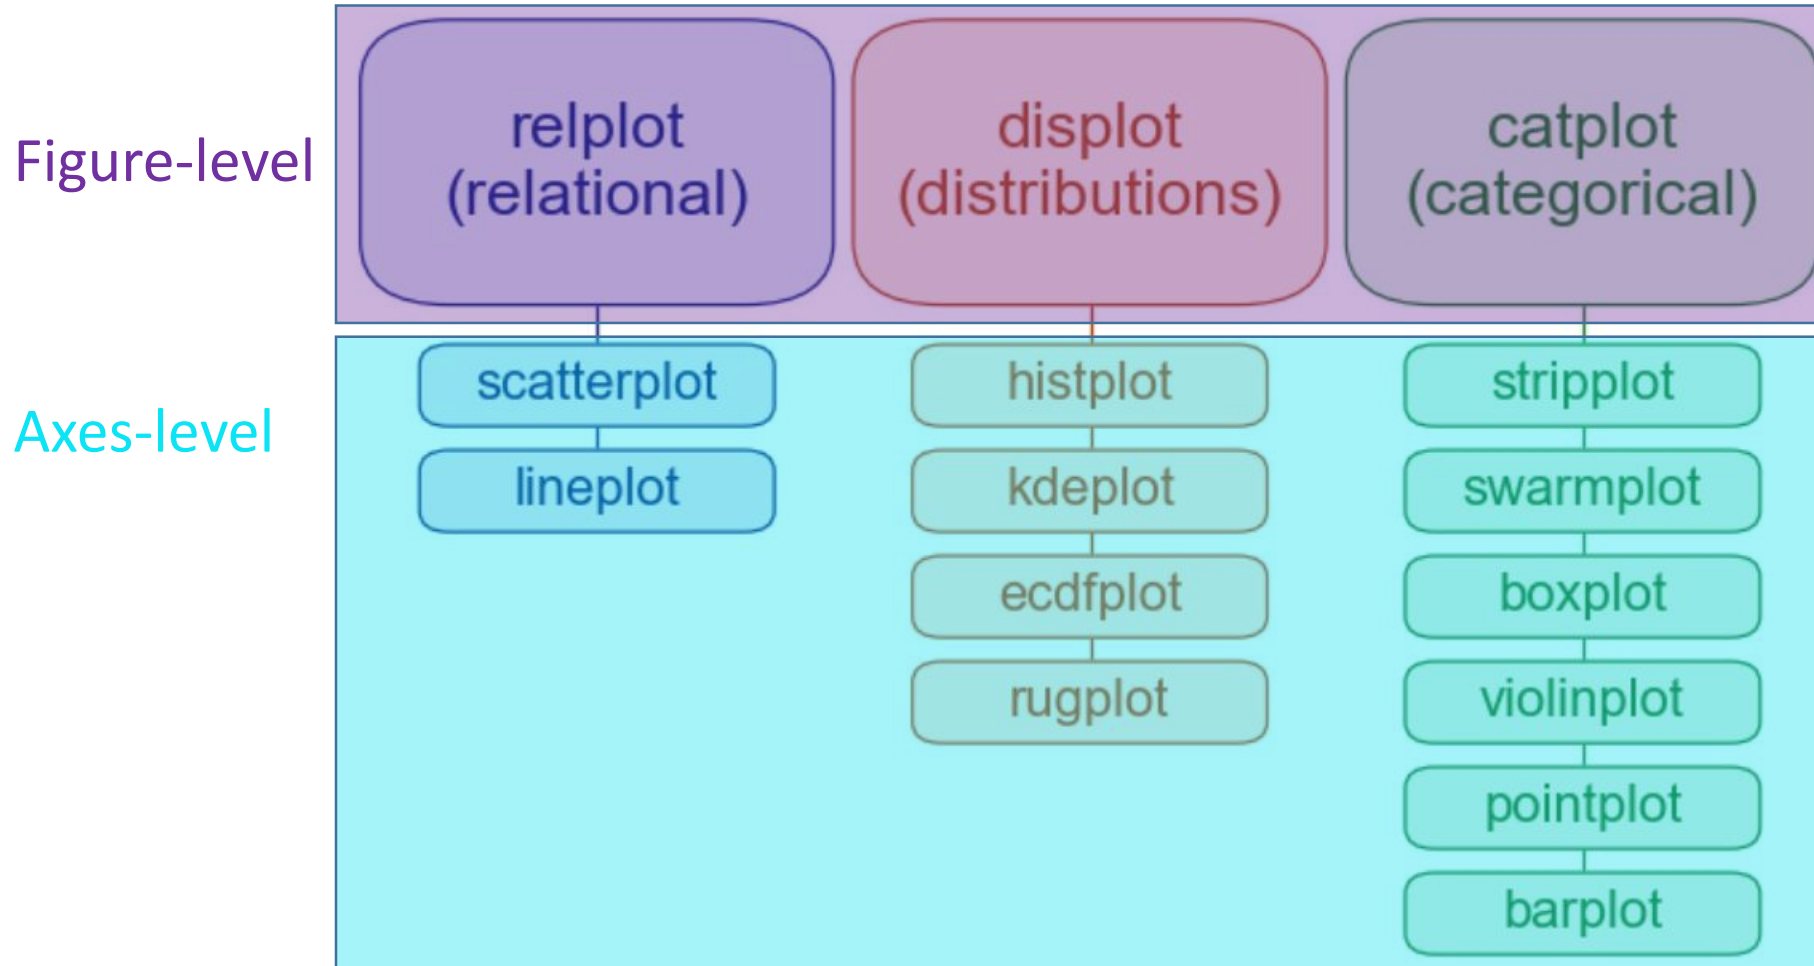 Figure-level
relplot
(relational)
displot
(distributions)
catplot
(categorical)
Axes-level
scatterplot
lineplot
histplot
kdeplot
ecdfplot
rugplot
stripplot
swarmplot
boxplot
violinplot
pointplot
barplot